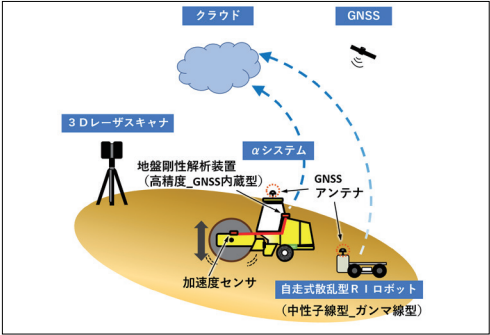 クラウド
GNSS
３Ｄレーザスキャナ
αシステム
地盤剛性解析装置
（高精度_GNSS内蔵型）
GNSS
アンテナ
加速度センサ
自走式散乱型ＲＩロボット
（中性子線型_ガンマ線型）